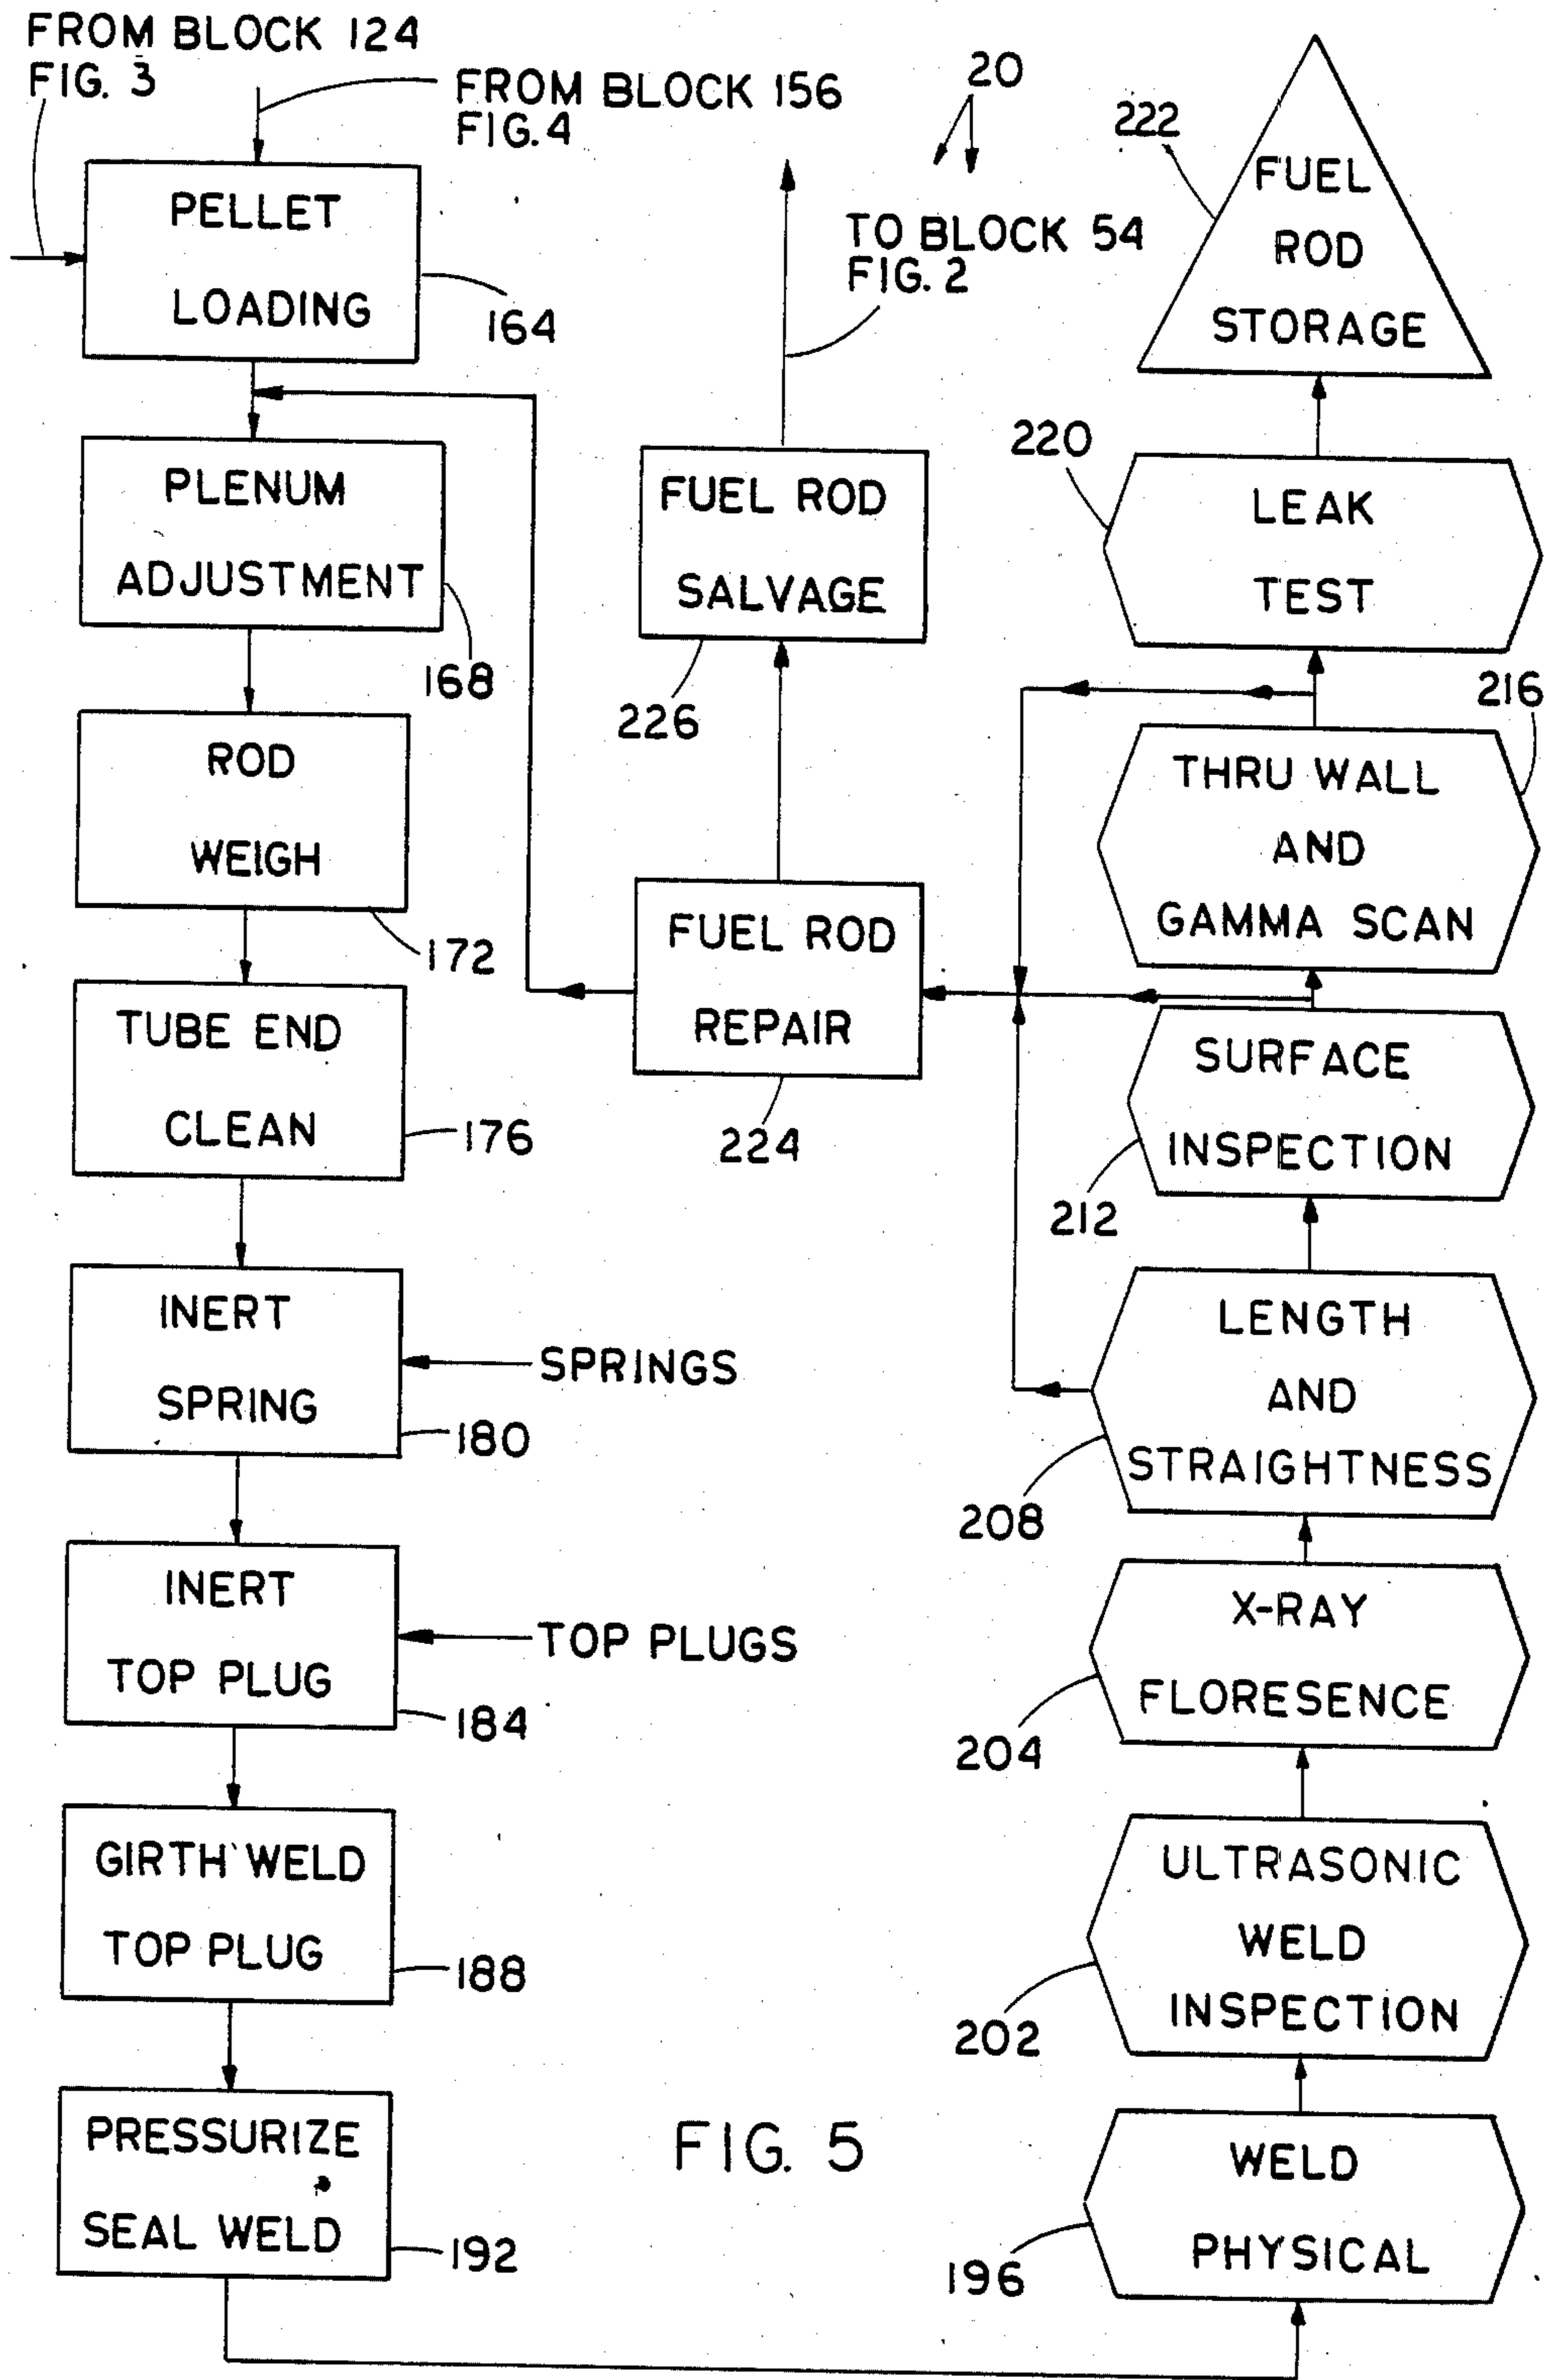 FROM BLOCK 124
FIG. 3
FROM BLOCK 156
FIG. 4
PELLET
LOADING
164
PLENUM
ADJUSTMENT
168
ROD
WEIGH
172
TUBE END
CLEAN
176
INERT
SPRING
180
SPRINGS
INERT
TOP PLUG
184
TOP PLUGS
GIRTH WELD
TOP PLUG
188
PRESSURIZE
SEAL WELD
192
20
TO BLOCK 54
FIG. 2
FUEL ROD
SALVAGE
226
FUEL ROD
REPAIR
224
222
FUEL
ROD
STORAGE
220
LEAK
TEST
216
THRU WALL
AND
GAMMA SCAN
SURFACE
INSPECTION
212
LENGTH
AND
STRAIGHTNESS
208
X-RAY
FLORESENCE
204
ULTRASONIC
WELD
INSPECTION
202
WELD
PHYSICAL
196
FIG. 5